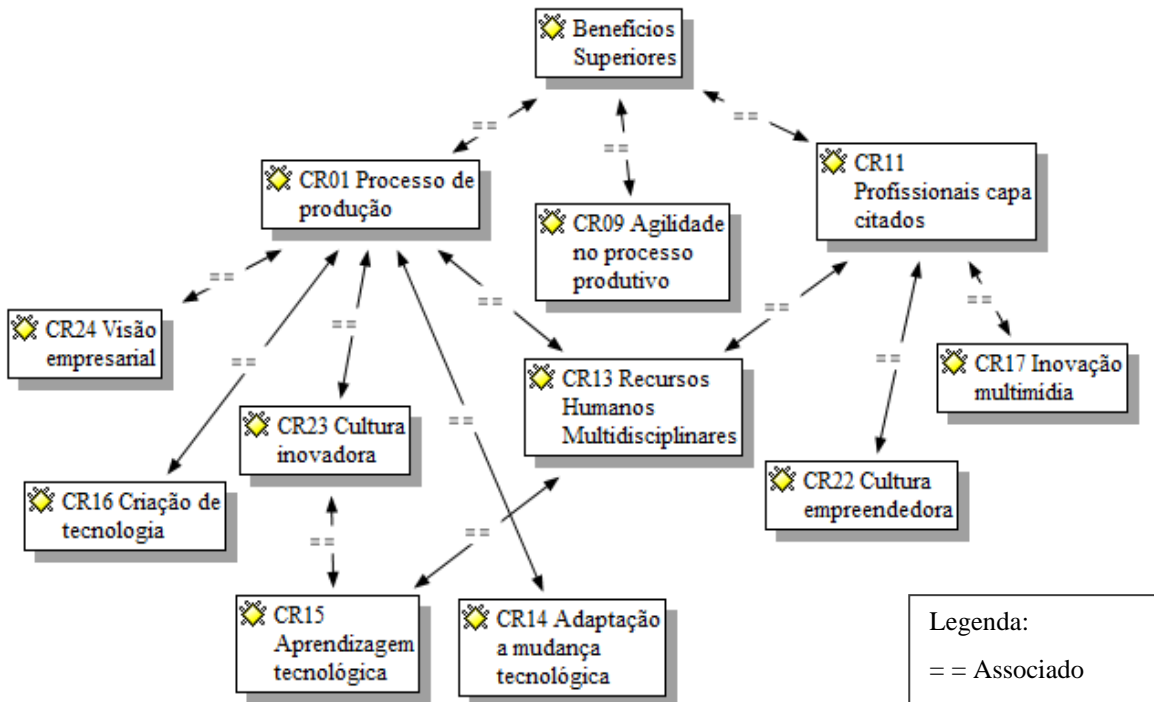 Benefícios
Superiores
==
==
==
CR01 Processo de
produção
CR09 Agilidade
no processo
produtivo
CR11
Profissionais capa
citados
==
==
==
==
==
==
==
==
CR24 Visão
empresarial
CR23 Cultura
inovadora
CR13 Recursos
Humanos
Multidisciplinares
CR17 Inovação
multimídia
CR16 Criação de
tecnologia
CR22 Cultura
empreendedora
==
==
CR15
Aprendizagem
tecnológica
CR14 Adaptação
a mudança
tecnológica
Legenda:
= = Associado